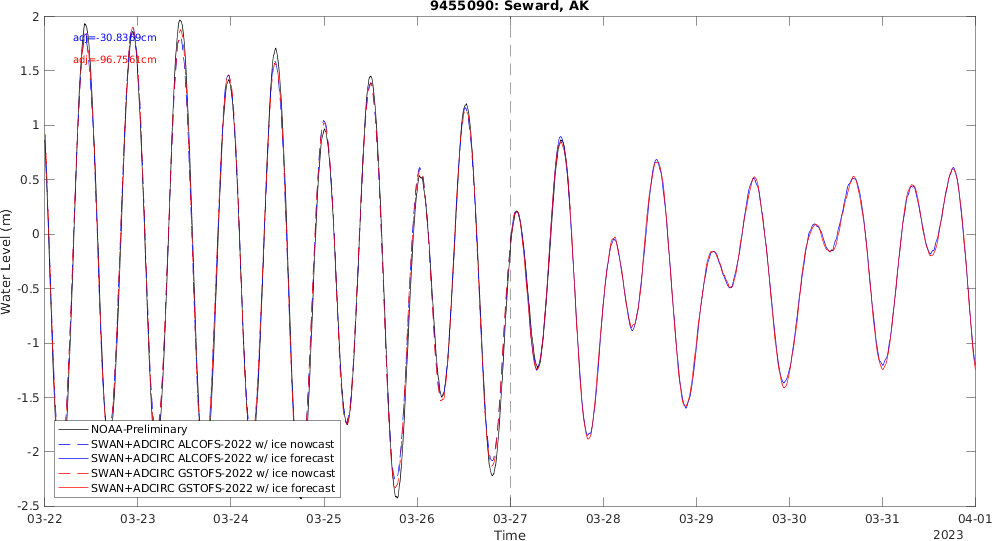 9455090: Seward, AK
adj=-30.8369cm
adj=-96.7561cm
Water Level (m)
2
1.5
1
0.5
0
-0.5
-1
-1.5
-2
-2.5
NOAA-Preliminary
SWAN+ADCIRC ALCOFS-2022 w/ ice nowcast
SWAN+ADCIRC ALCOFS-2022 w/ ice forecast
SWAN+ADCIRC GSTOFS-2022 w/ ice nowcast
SWAN+ADCIRC GSTOFS-2022 w/ ice forecast
03-22 03-23 03-24 03-25 03-26 03-27 03-28 03-29 03-30 03-31 04-01
Time
2023